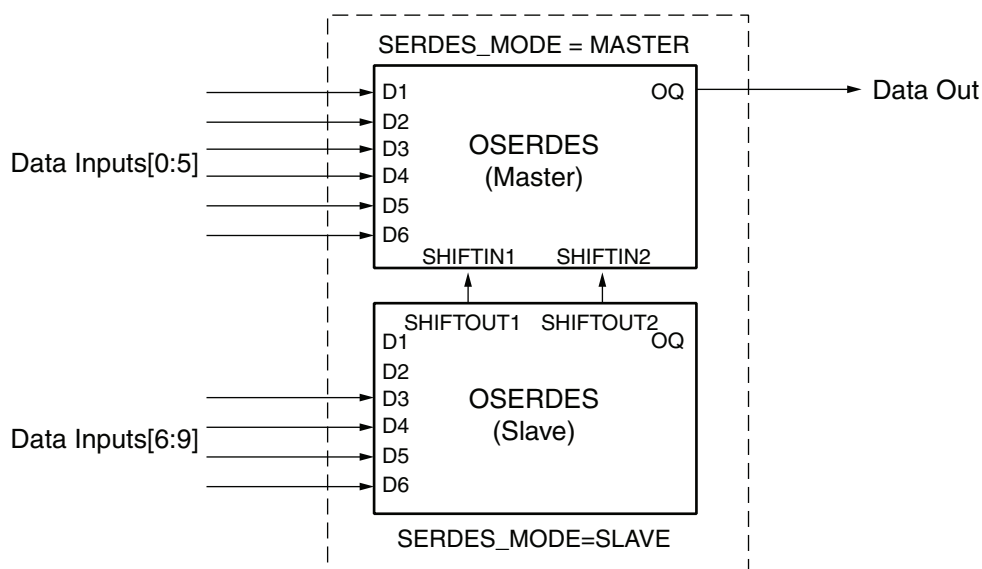 SERDES_MODE = MASTER
D1
OQ
Data Out
D2
OSERDES
D3
Data Inputs[0:5]
D4
(Master)
D5
D6
SHIFTIN1
SHIFTIN2
SHIFTOUT1
SHIFTOUT2
D1
OQ
D2
D3
OSERDES
D4
(Slave)
Data Inputs[6:9]
D5
D6
SERDES_MODE=SLAVE